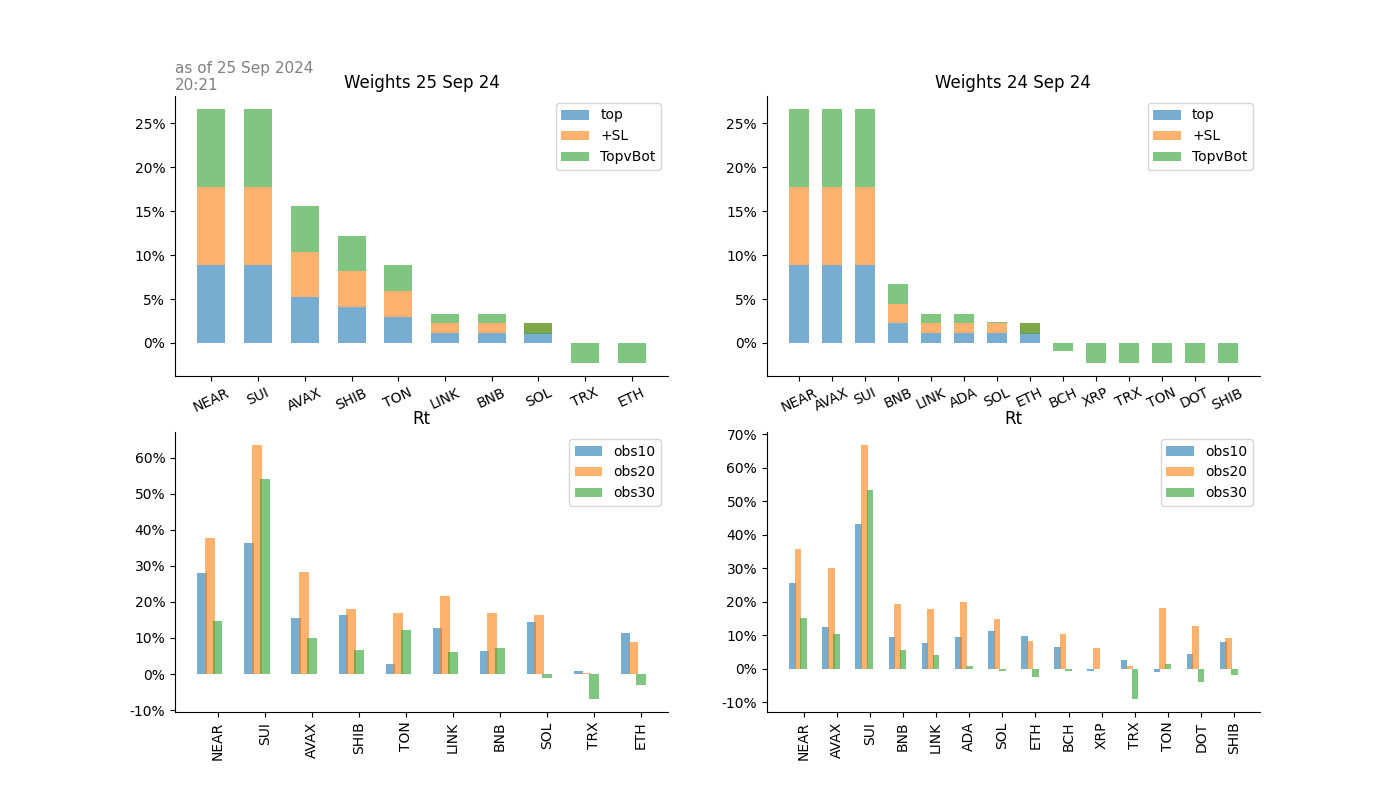 as of 25 Sep 2024
20:21
Weights 25 Sep 24
25%
20%
15%
10%
5%
0%
top
+SL
TopvBot
NEAR SUI AVAX SHIB TON LINK BNB SOL TRX ETH
Weights 24 Sep 24
25%
20%
15%
10%
5%
0%
top
+SL
TopvBot
NEAR AVAX SUI BNB LINK ADA SOL ETH BCH XRP TRX TON DOT SHIB
Rt
60%
50%
40%
30%
20%
10%
0%
-10%
obs10
obs20
obs30
NEAR SUI AVAX SHIB TON LINK BNB SOL TRX ETH
Rt
70%
60%
50%
40%
30%
20%
10%
0%
-10%
obs10
obs20
obs30
NEAR AVAX SUI BNB LINK ADA SOL ETH BCH XRP TRX TON DOT SHIB